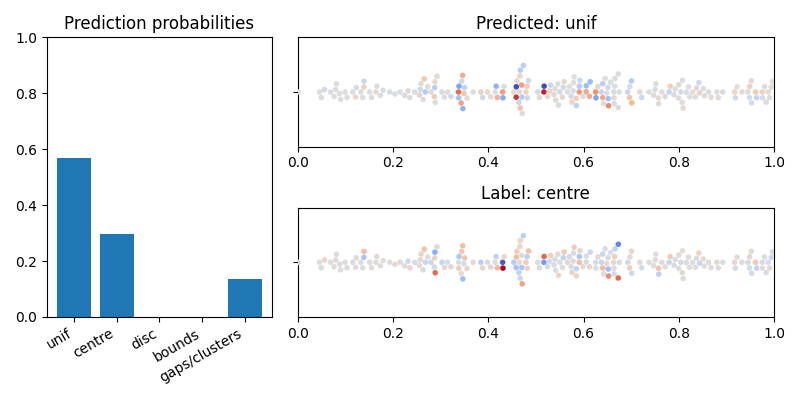 Prediction probabilities
1.0
0.8
0.6
0.4
0.2
0.0
unif
centre
disc
bounds
gaps/clusters
Predicted: unif
0.0 0.2 0.4 0.6 0.8 1.0
Label: centre
0.0 0.2 0.4 0.6 0.8 1.0